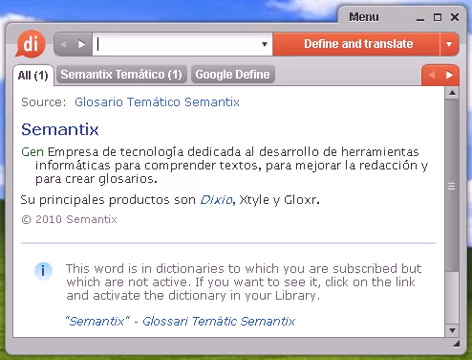 Menu
di
Define and translate
All (1) Semantix Temático (1) Google Define
Source: Glosario Temático Semantix
Semantix
Gen Empresa de tecnología dedicada al desarrollo de herramientas
informáticas para comprender textos, para mejorar la redacción y
para crear glosarios.
Su principales productos son Dixio, Xtyle y Gloxr.
© 2010 Semantix
i
This word is in dictionaries to which you are subscribed but
which are not active. If you want to see it, click on the link
and activate the dictionary in your Library.
"Semantix" - Glossari Temàtic Semantix